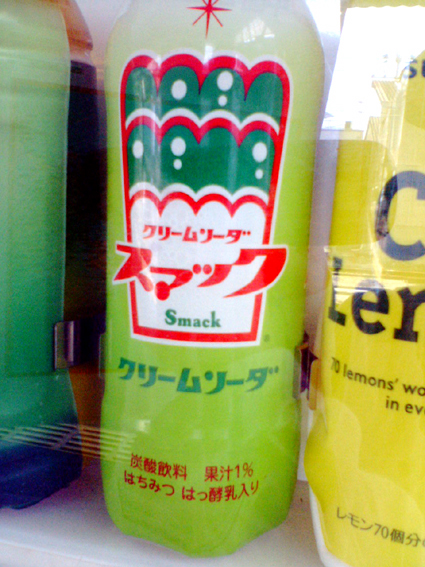 クリームソーダ
スマック
Smack
クリームソーダ
炭酸飲料 果汁1%
はちみつ はっ酵乳入り
C
ler
70 lemons' wo
in ev
レモン70個分の